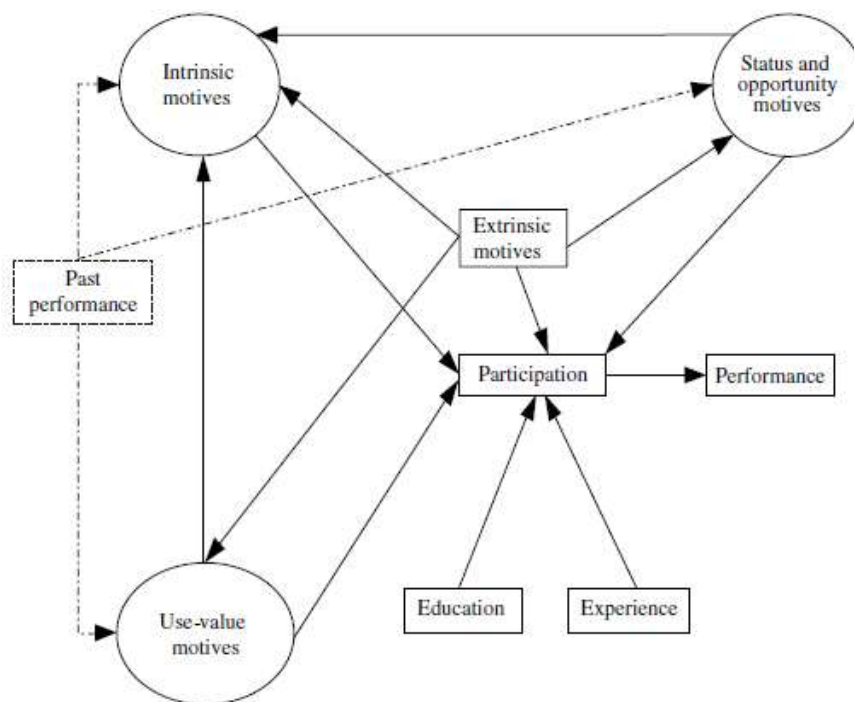 Intrinsic
motives
Status and
opportunity
motives
Extrinsic
motives
Past
performance
Participation
Performance
Education
Experience
Use-value
motives